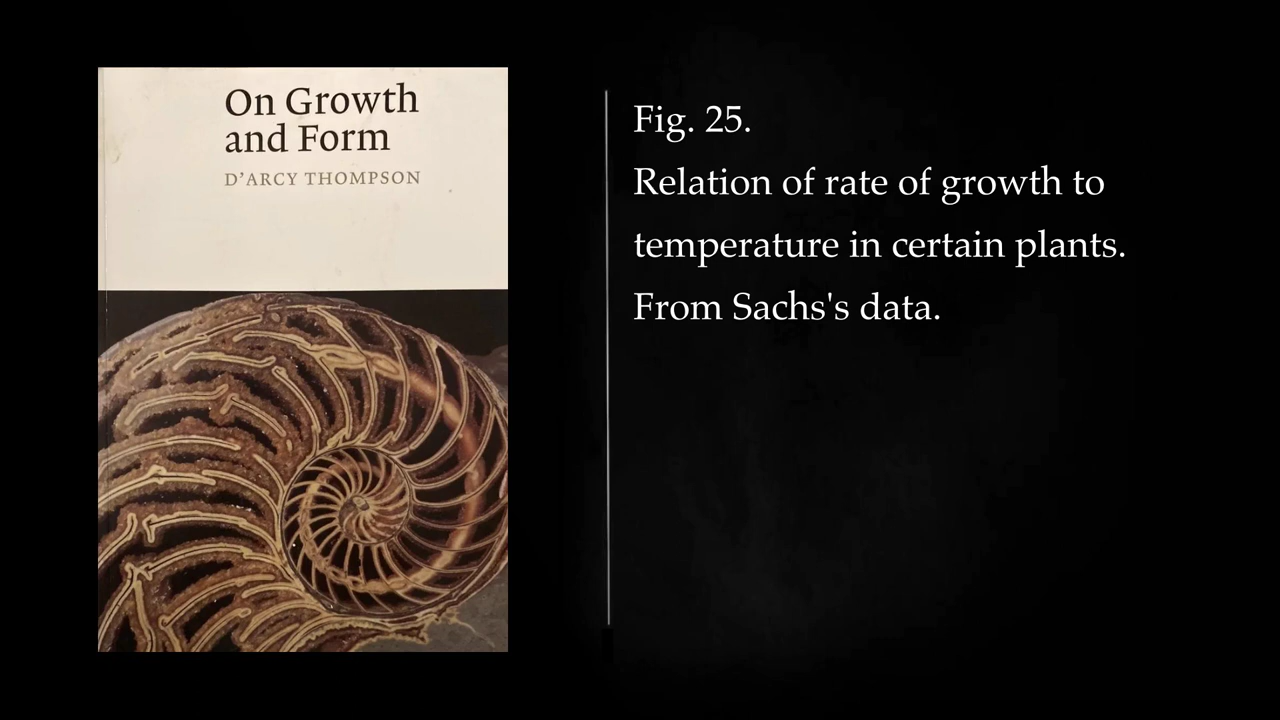 On Growth
and Form
D'ARCY THOMPSON
Fig. 25.
Relation of rate of growth to
temperature in certain plants.
From Sachs's data.